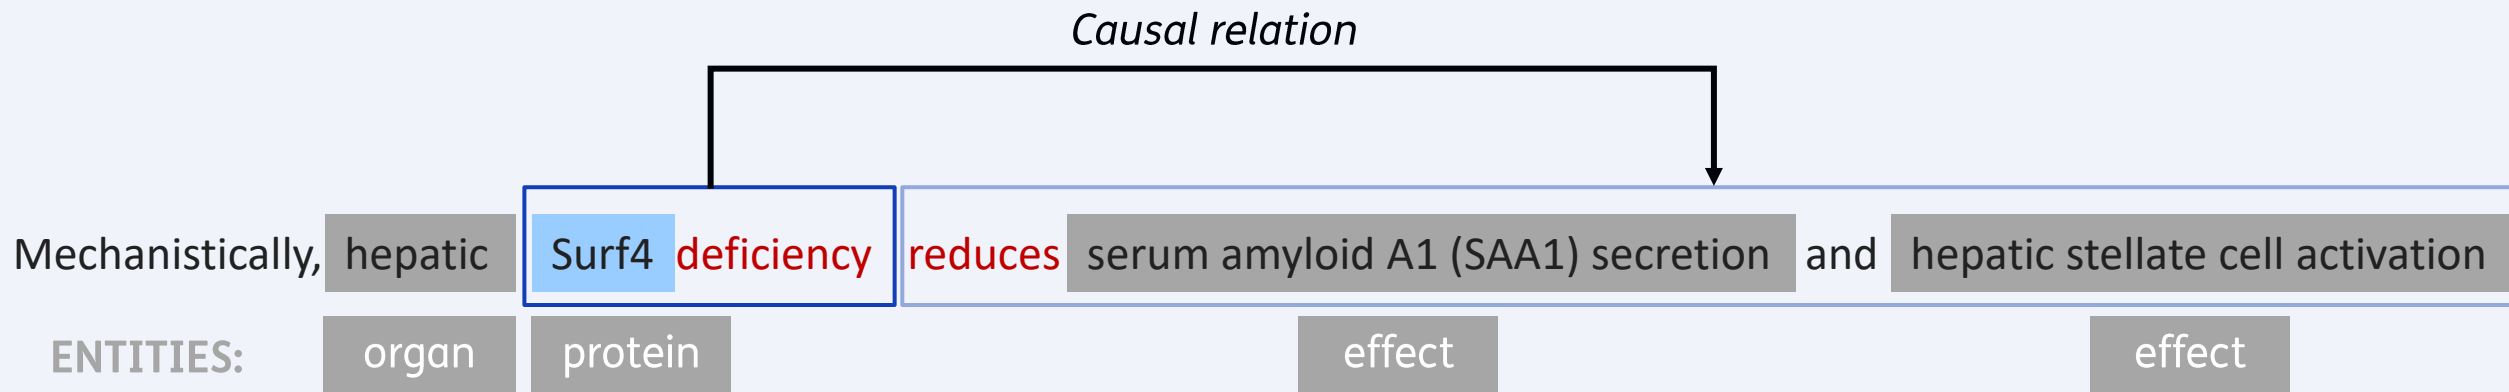 Causal relation
Mechanistically, hepatic Surf4 deficiency reduces serum amyloid A1 (SAA1) secretion and hepatic stellate cell activation
ENTITIES: organ protein effect effect